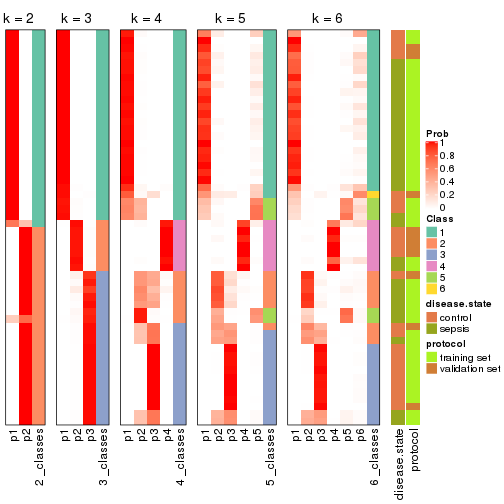 k = 2 k = 3 k = 4 k = 5 k = 6
Prob
1
0.8
0.6
0.4
0.2
0
Class
1
2
3
4
5
6
disease.state
control
sepsis
protocol
training set
validation set
p1 p2 2_classes p1 p2 p3 3_classes p1 p2 p3 p4 4_classes p1 p2 p3 p4 p5 5_classes p1 p2 p3 p4 p5 p6 6_classes disease.state protocol